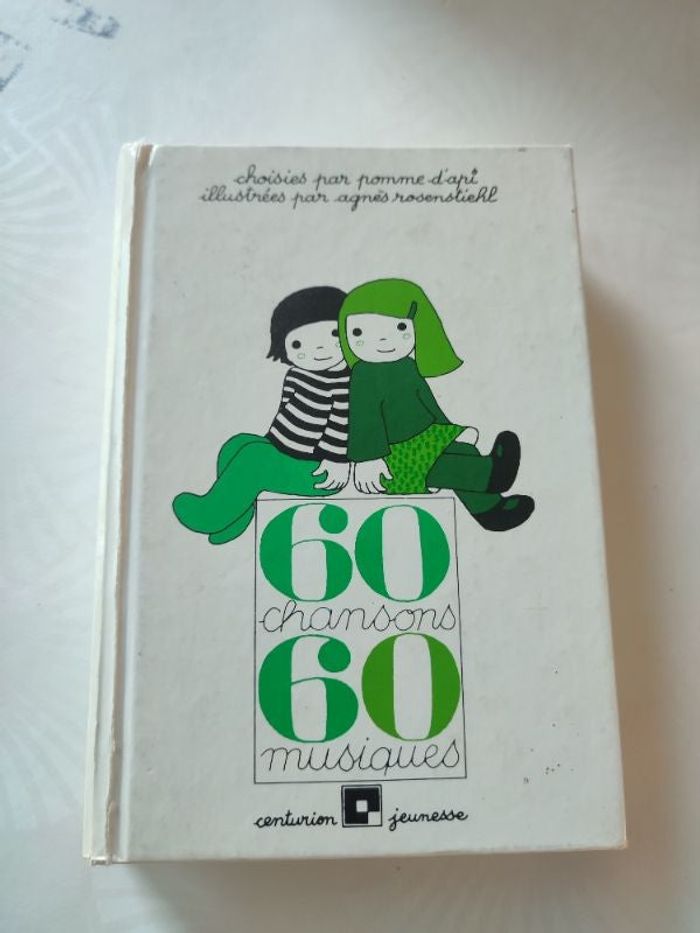 choisies par pomme d'api
illustrées par agnès rosenstiehl
60
chansons
60
musiques
centurion jeunesse